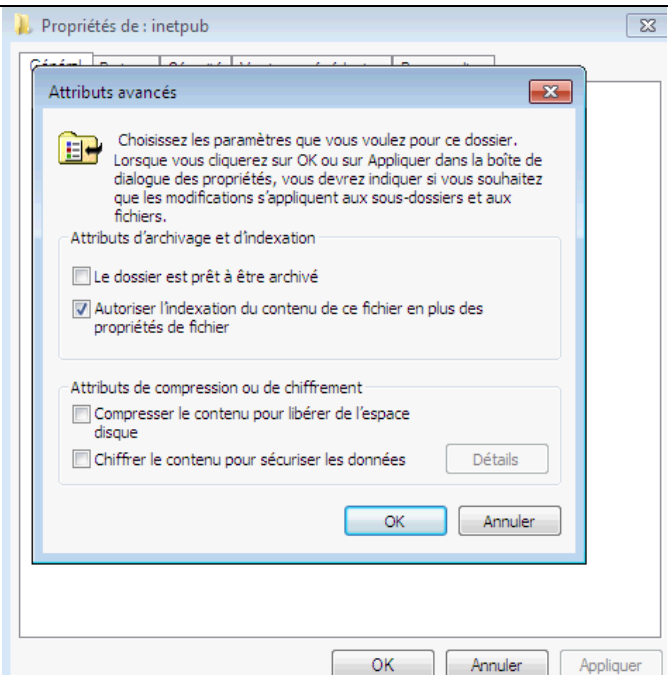 Propriétés de : inetpub
Général
Attributs avancés
Choisissez les paramètres que vous voulez pour ce dossier.
Lorsque vous cliquerez sur OK ou sur Appliquer dans la boîte de
dialogue des propriétés, vous devrez indiquer si vous souhaitez
que les modifications s'appliquent aux sous-dossiers et aux
fichiers.
Attributs d'archivage et d'indexation
Le dossier est prêt à être archivé
Autoriser l'indexation du contenu de ce fichier en plus des
propriétés de fichier
Attributs de compression ou de chiffrement
Compresser le contenu pour libérer de l'espace
disque
Chiffrer le contenu pour sécuriser les données
Détails
OK
Annuler
OK
Annuler
Appliquer